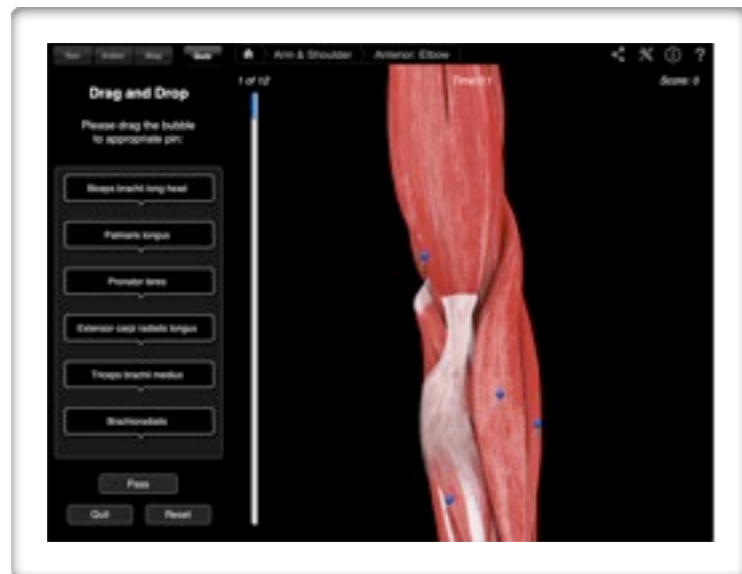 Index
Quiz
Arm & Shoulder
Anterior: Elbow
?
Drag and Drop
Please drag the bubble
to appropriate pin:
Biceps brachii long head
Palmaris longus
Pronator teres
Extensor carpi radialis longus
Triceps brachii medius
Brachioradialis
Pass
Quit
Reset
1 of 12
Score: 0